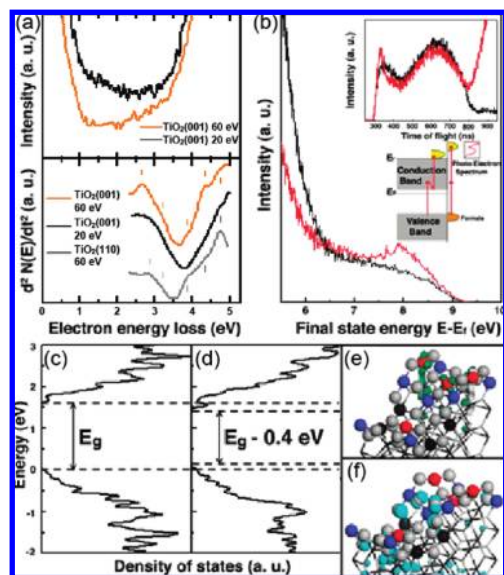 (a)
Intensity (a. u.)
TiO₂(001) 60 eV
TiO₂(001) 20 eV
d² N(E)/dt² (a. u.)
TiO₂(001)
60 eV
TiO₂(001)
20 eV
TiO₂(110)
60 eV
0 1 2 3 4 5
Electron energy loss (eV)
(b)
Intensity (a. u.)
Intensity (a. u.)
300 400 500 600 700 800 900
Time of flight (ns)
Photo Electron
Spectrum
Conduction
Band
Valence
Band
Formate
6 7 8 9 10
Final state energy E-Ef (eV)
(c)
(d)
Energy (eV)
3
2
1
0
-1
-2
Eg
Eg - 0.4 eV
Density of states (a. u.)
(e)
(f)